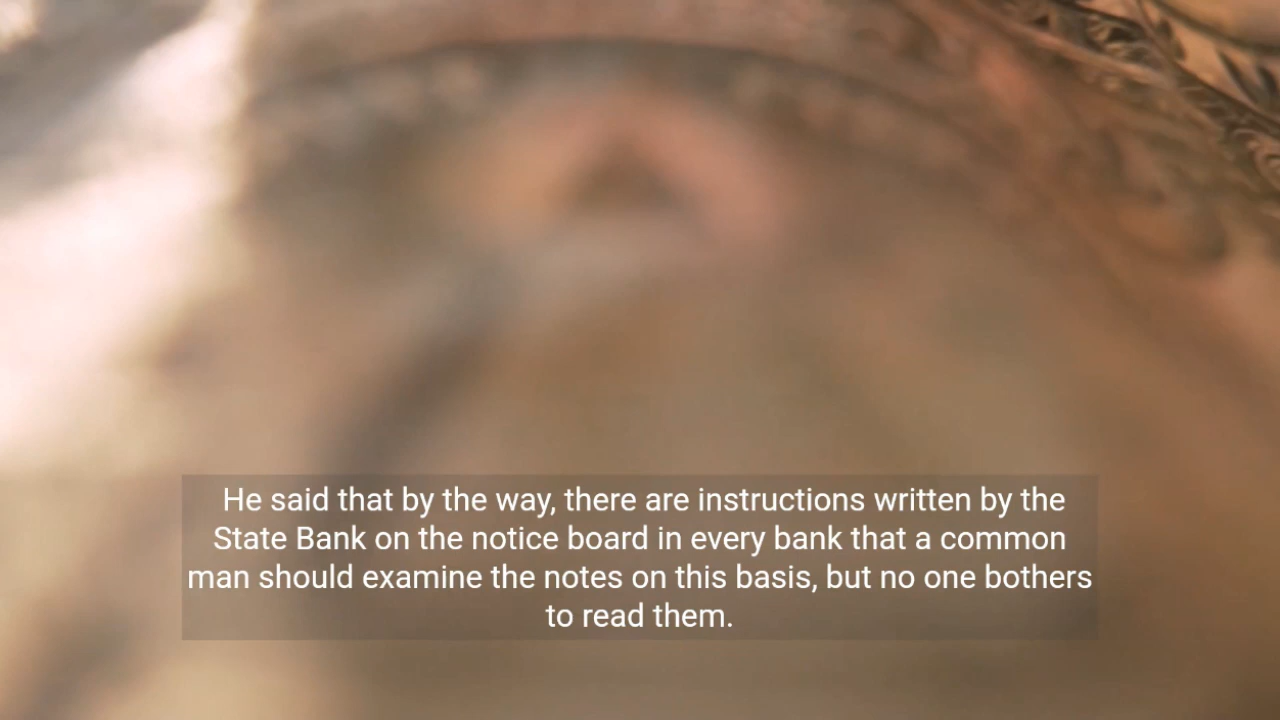 He said that by the way, there are instructions written by the
State Bank on the notice board in every bank that a common
man should examine the notes on this basis, but no one bothers
to read them.